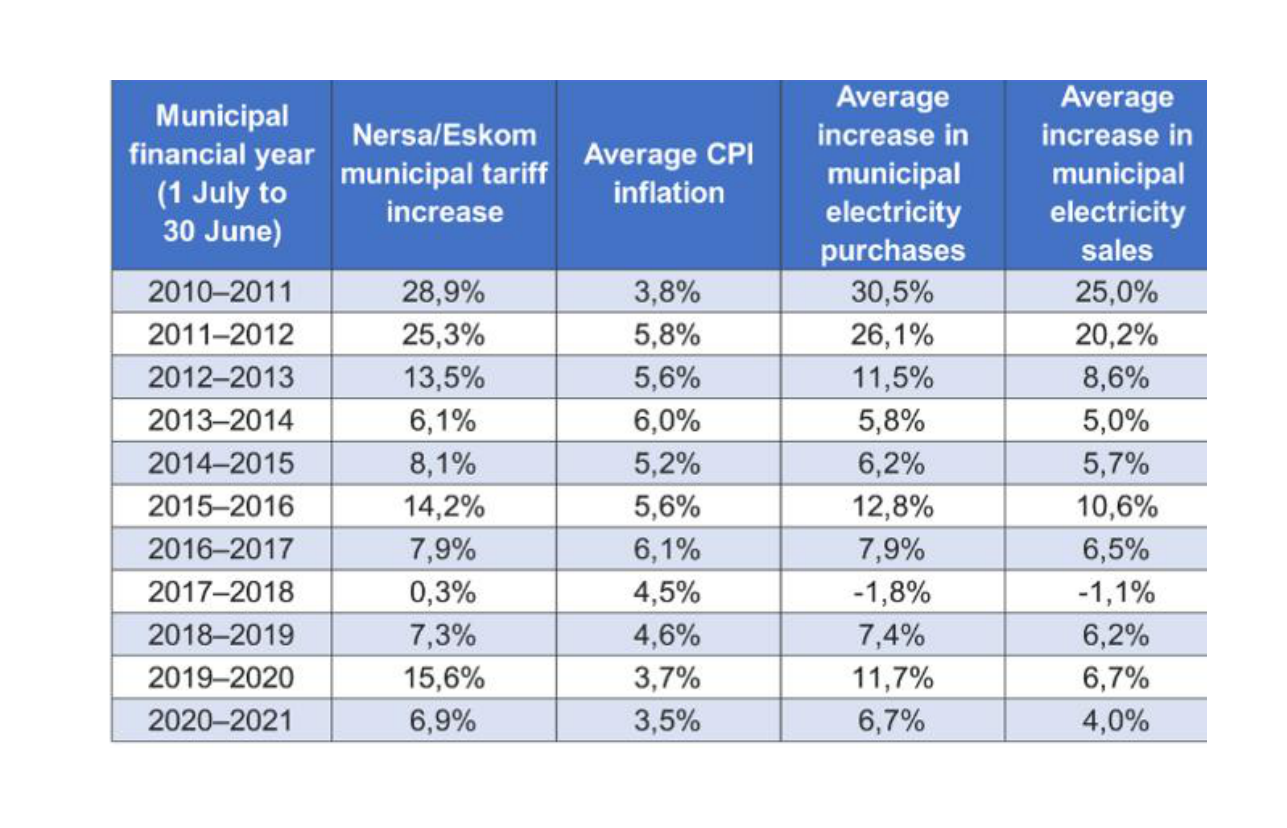 Municipal
financial year
(1 July to
30 June)
Nersa/Eskom
municipal tariff
increase
Average CPI
inflation
Average
increase in
municipal
electricity
purchases
Average
increase in
municipal
electricity
sales
2010–2011 28,9% 3,8% 30,5% 25,0%
2011–2012 25,3% 5,8% 26,1% 20,2%
2012–2013 13,5% 5,6% 11,5% 8,6%
2013–2014 6,1% 6,0% 5,8% 5,0%
2014–2015 8,1% 5,2% 6,2% 5,7%
2015–2016 14,2% 5,6% 12,8% 10,6%
2016–2017 7,9% 6,1% 7,9% 6,5%
2017–2018 0,3% 4,5% -1,8% -1,1%
2018–2019 7,3% 4,6% 7,4% 6,2%
2019–2020 15,6% 3,7% 11,7% 6,7%
2020–2021 6,9% 3,5% 6,7% 4,0%